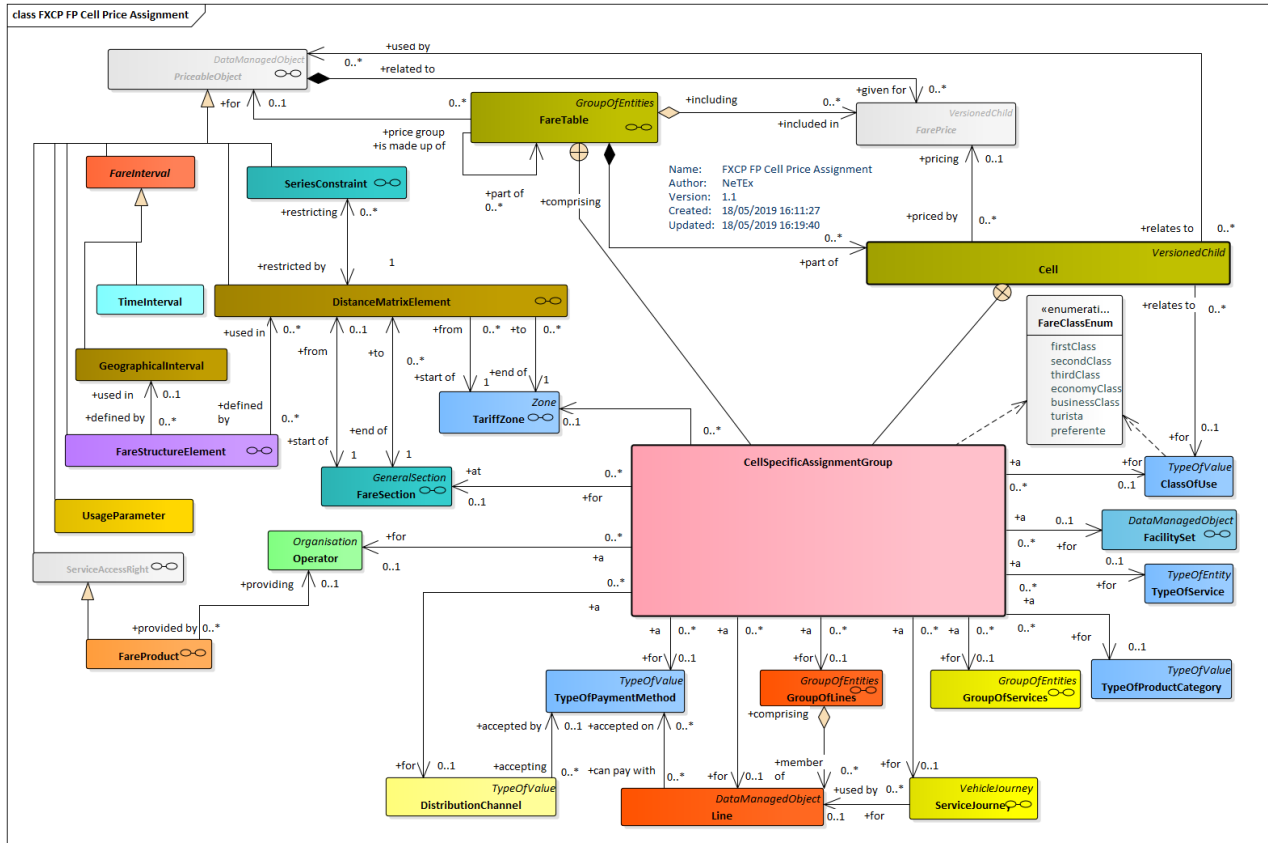 class FXCP FP Cell Price Assignment
DataManagedObject
PriceableObject
+used by
0..*
+related to
+for
0..1
0..*
GroupOfEntities
FareTable
+including
0..*
+included in
+given for
0..*
VersionedChild
FarePrice
+price group
+is made up of
+part of
0..*
+comprising
Name: FXCP FP Cell Price Assignment
Author: NeTEx
Version: 1.1
Created: 18/05/2019 16:11:27
Updated: 18/05/2019 16:19:40
+pricing
0..1
+priced by
0..*
+relates to
0..*
0..*
+part of
VersionedChild
Cell
FareInterval
SeriesConstraint
+restricting
0..*
+restricted by
1
TimeInterval
DistanceMatrixElement
+relates to
«enumerati...
FareClassEnum
firstClass
secondClass
thirdClass
economyClass
businessClass
turista
preferente
+used in
0..*
+from
0..*
0..1
+to
0..*
+from
0..*
+to
0..*
+start of
1
+end of
1
GeographicalInterval
+used in
0..1
+defined by
0..*
+defined
by
0..*
+start of
1
+end of
1
Zone
TariffZone
0..1
0..*
0..1
+for
FareStructureElement
CellSpecificAssignmentGroup
GeneralSection
FareSection
+at
0..1
0..*
+for
+a
0..*
+for
0..1
TypeOfValue
ClassOfUse
UsageParameter
Organisation
Operator
+for
0..1
0..*
+a
+a
0..*
0..1
+for
DataManagedObject
FacilitySet
ServiceAccessRight
+providing
0..1
0..*
+a
+a
0..*
0..1
+for
TypeOfEntity
TypeOfService
+a
0..*
+for
0..1
+provided by
0..*
FareProduct
+a
0..*
+for
0..1
+a
0..*
+a
0..*
+for
0..1
+a
0..*
+a
0..*
+for
0..1
TypeOfValue
TypeOfPaymentMethod
GroupOfEntities
GroupOfLines
GroupOfEntities
GroupOfServices
TypeOfValue
TypeOfProductCategory
+accepted by
0..1
+accepted on
0..*
+comprising
+for
0..1
+accepting
0..*
+can pay with
0..*
+for
0..1
+member
of
0..*
+for
0..1
TypeOfValue
DistributionChannel
DataManagedObject
Line
+used by
0..*
0..1
+for
VehicleJourney
ServiceJourney